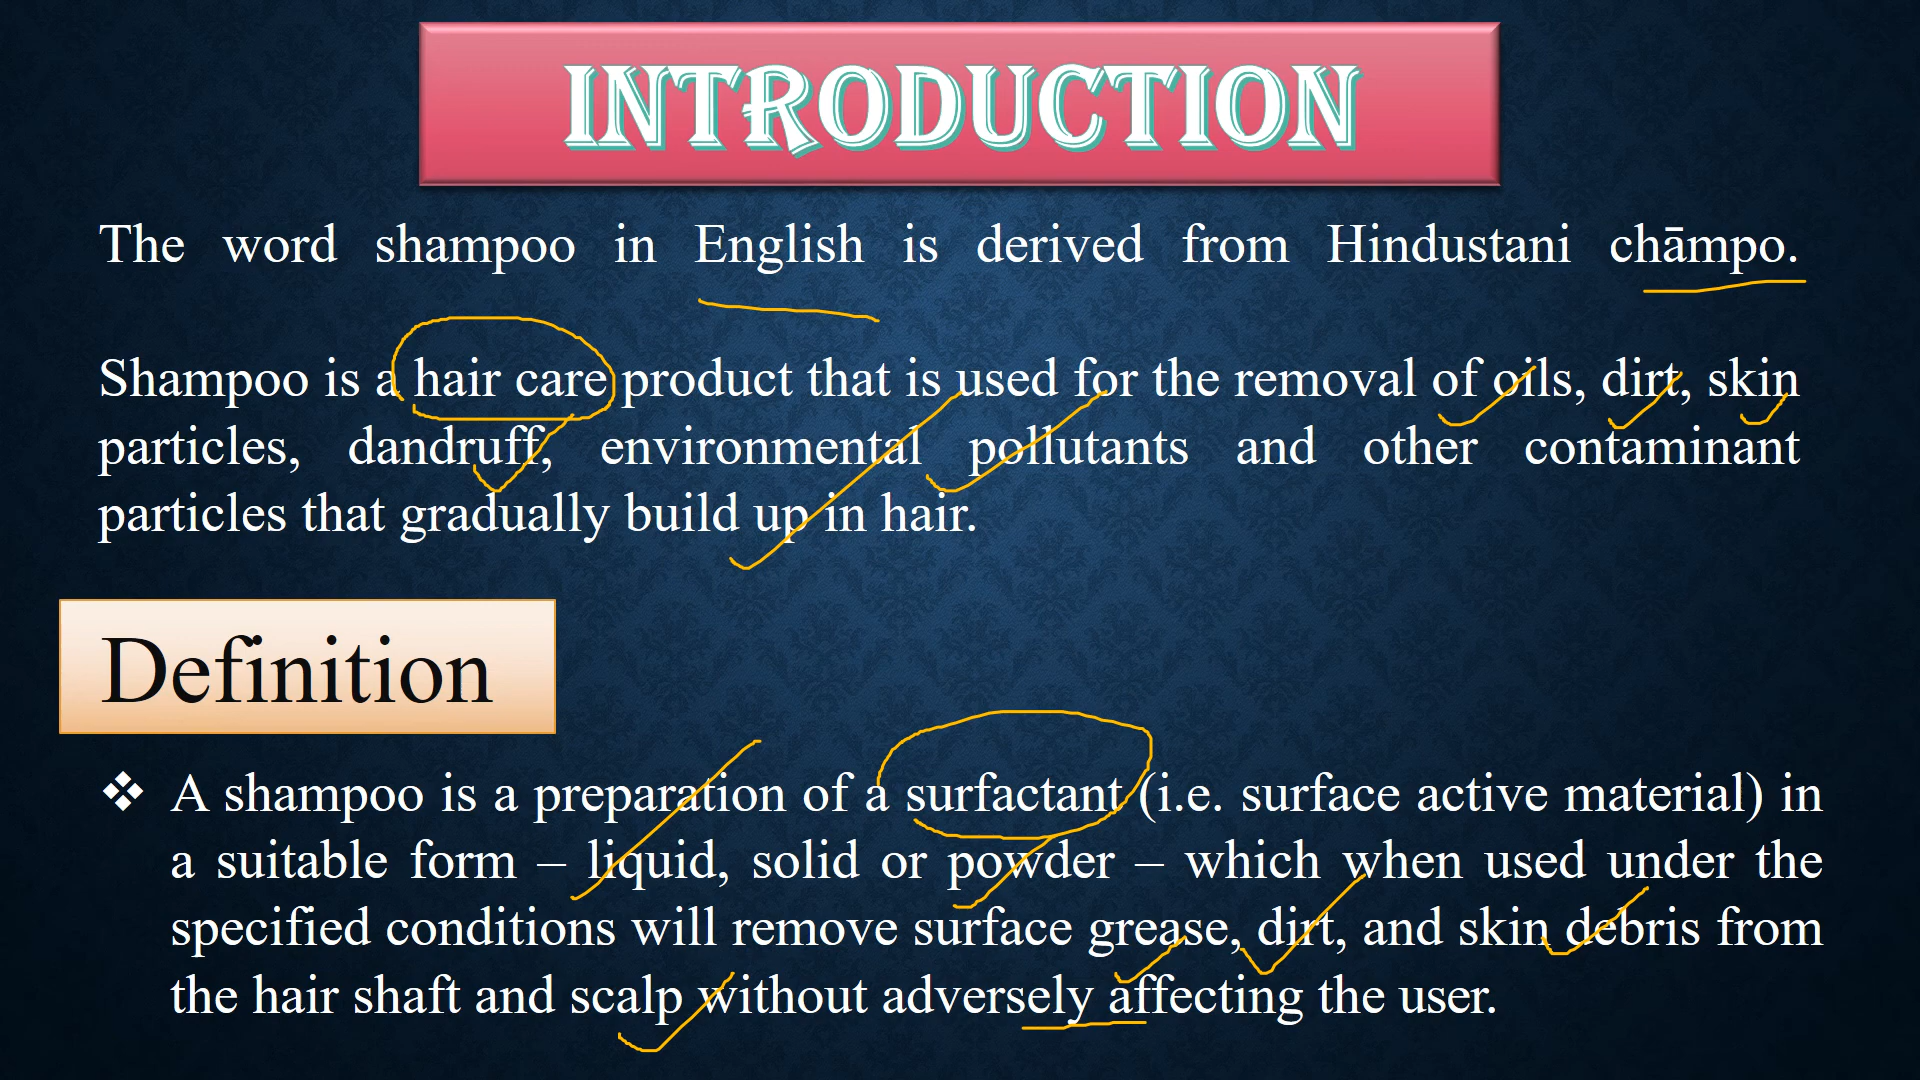 INTRODUCTION
The word shampoo in English is derived from Hindustani chāmpo.
Shampoo is a hair care product that is used for the removal of oils, dirt, skin
particles, dandruff, environmental pollutants and other contaminant
particles that gradually build up in hair.
Definition
❖ A shampoo is a preparation of a surfactant (i.e. surface active material) in
a suitable form – liquid, solid or powder – which when used under the
specified conditions will remove surface grease, dirt, and skin debris from
the hair shaft and scalp without adversely affecting the user.